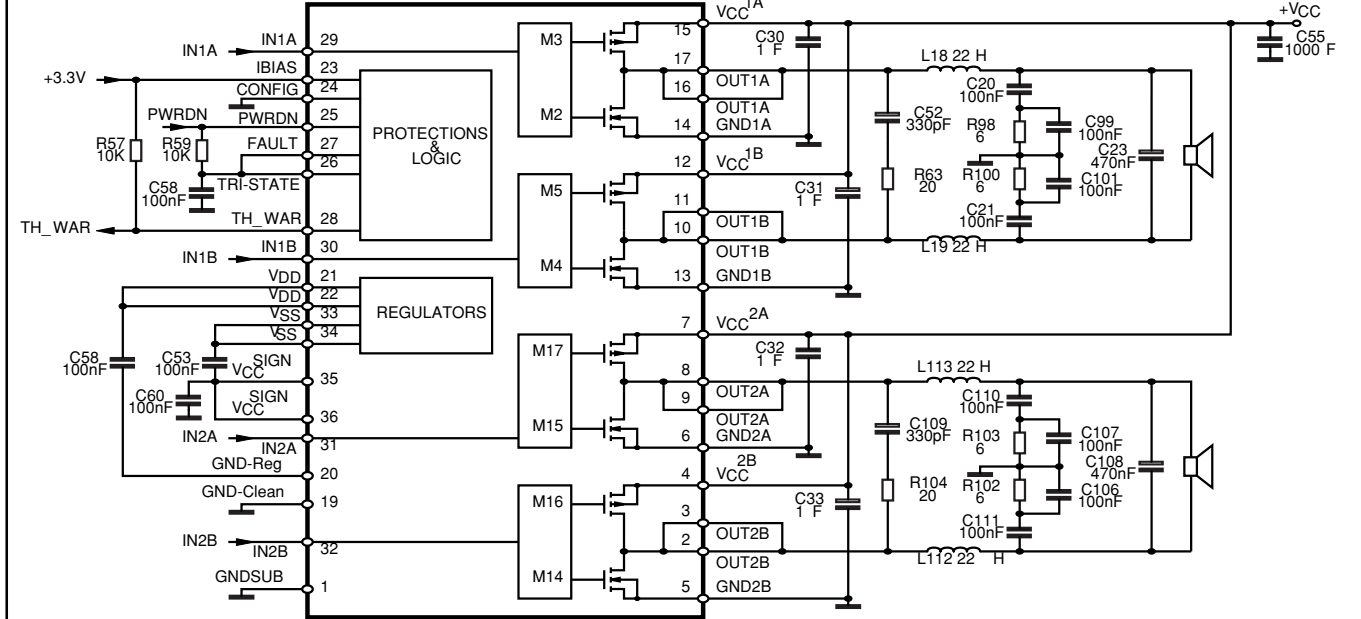 IN1A
IN1A
29
+3.3V
IBIAS
23
CONFIG
24
PWRDN
PWRDN
25
R57
10K
R59
10K
FAULT
27
26
TRI-STATE
C58
100nF
TH_WAR
TH_WAR
28
IN1B
IN1B
30
VDD
21
VDD
22
VSS
33
VSS
34
C58
100nF
C53
100nF
VCC SIGN
35
C60
100nF
VCC SIGN
36
IN2A
IN2A
31
GND-Reg
20
GND-Clean
19
IN2B
IN2B
32
GNDSUB
1
PROTECTIONS
&
LOGIC
REGULATORS
M3
M2
M5
M4
M17
M15
M16
M14
15
VCC1A
17
OUT1A
16
OUT1A
14
GND1A
12
VCC1B
11
OUT1B
10
OUT1B
13
GND1B
7
VCC2A
8
OUT2A
9
OUT2A
6
GND2A
4
VCC2B
3
OUT2B
2
OUT2B
5
GND2B
C30
1 F
C31
1 F
C32
1 F
C33
1 F
+VCC
C55
1000 F
L18 22 H
C20
100nF
C52
330pF
R98
6
C99
100nF
C23
470nF
R63
20
R100
6
C101
100nF
C21
100nF
L19 22 H
L113 22 H
C110
100nF
C109
330pF
R103
6
C107
100nF
C108
470nF
R104
20
R102
6
C106
100nF
C111
100nF
L112 22 H